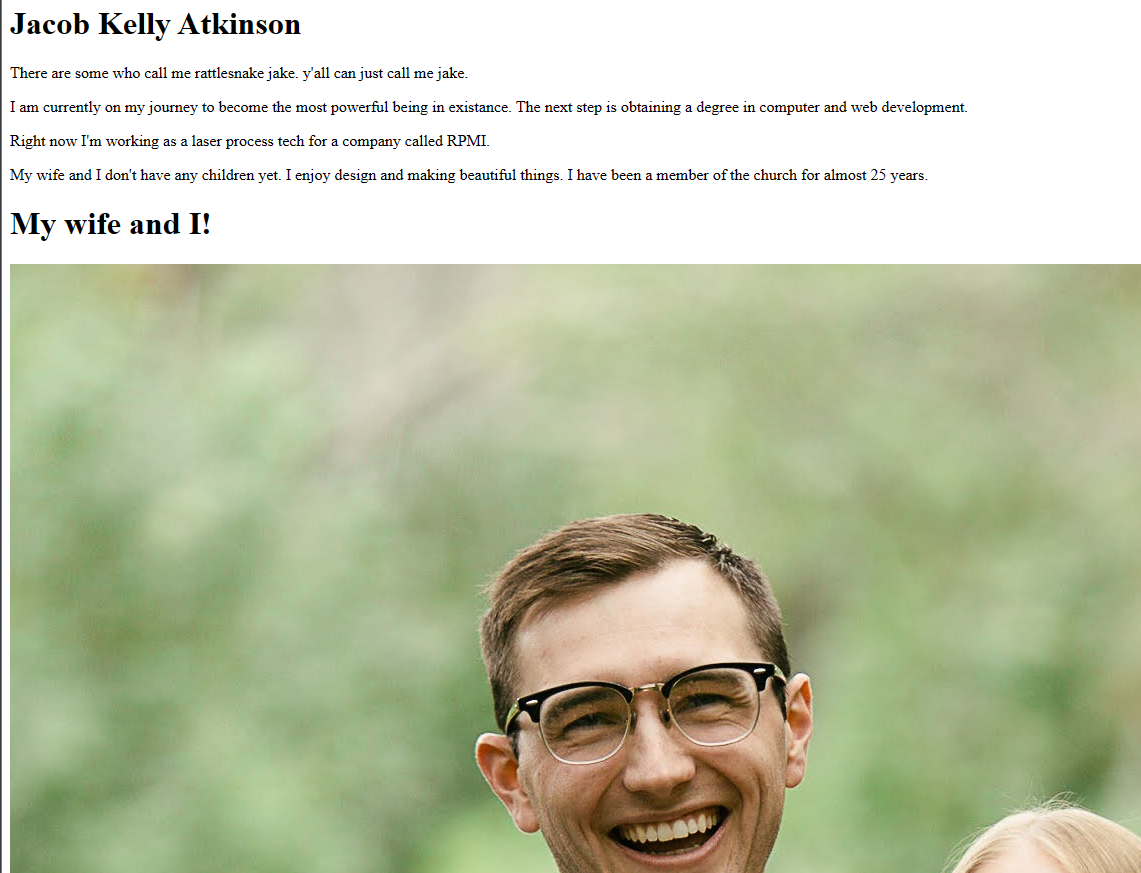 Jacob Kelly Atkinson
There are some who call me rattlesnake jake. y'all can just call me jake.
I am currently on my journey to become the most powerful being in existance. The next step is obtaining a degree in computer and web development.
Right now I'm working as a laser process tech for a company called RPMI.
My wife and I don't have any children yet. I enjoy design and making beautiful things. I have been a member of the church for almost 25 years.
My wife and I!